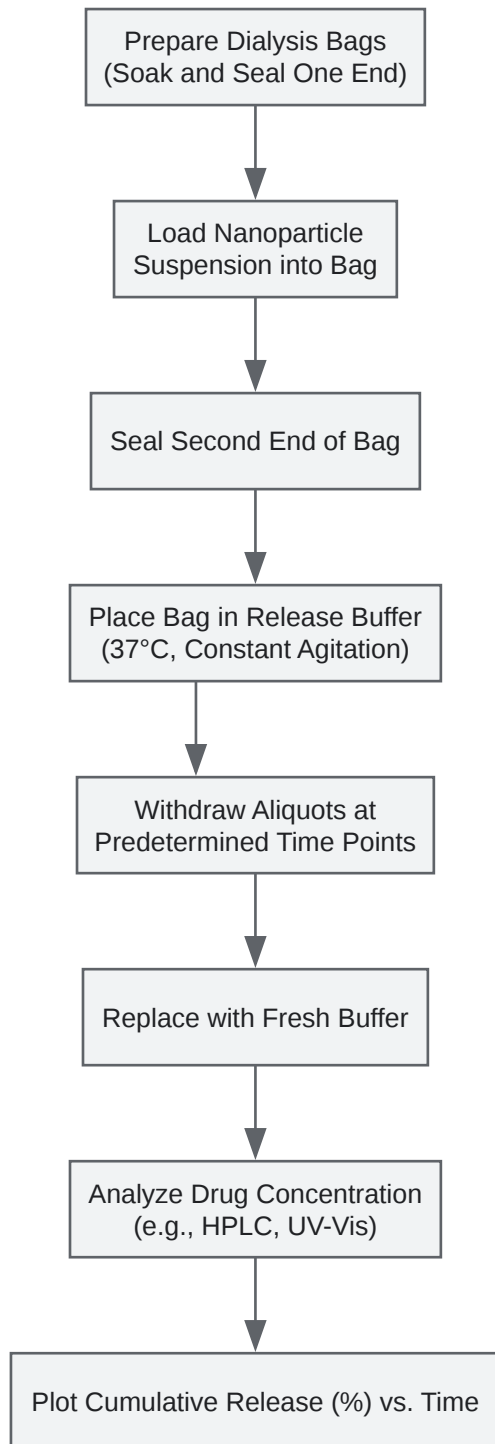 Prepare Dialysis Bags
(Soak and Seal One End)
Load Nanoparticle
Suspension into Bag
Seal Second End of Bag
Place Bag in Release Buffer
(37°C, Constant Agitation)
Withdraw Aliquots at
Predetermined Time Points
Replace with Fresh Buffer
Analyze Drug Concentration
(e.g., HPLC, UV-Vis)
Plot Cumulative Release (%) vs. Time